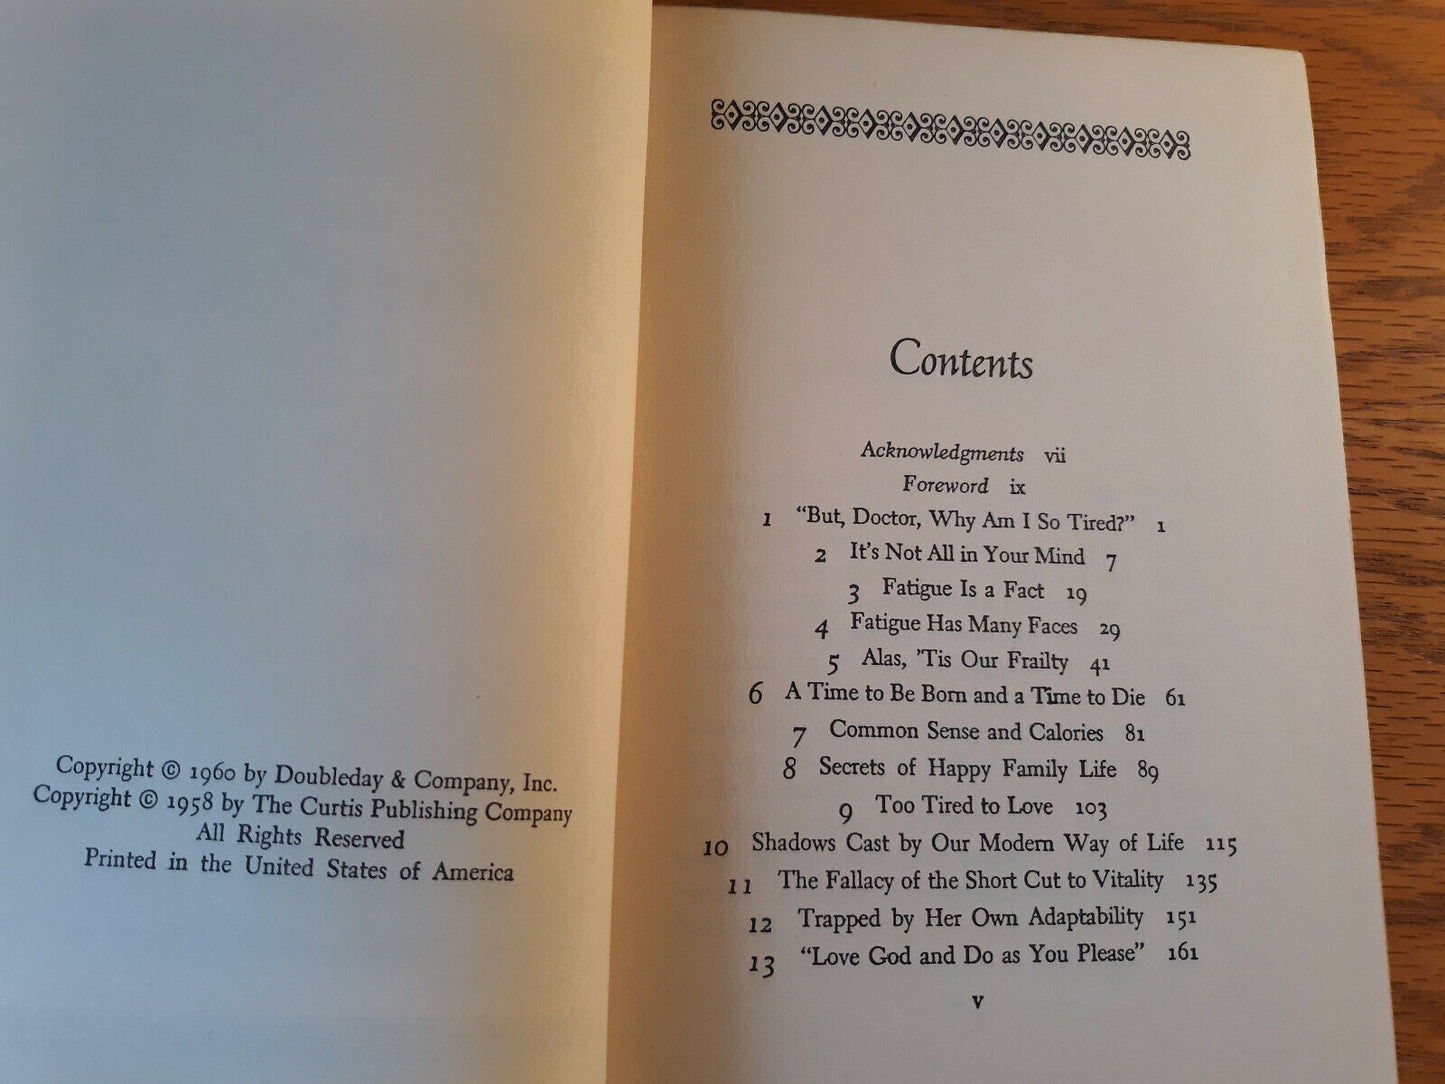 Copyright © 1960 by Doubleday & Company, Inc.
Copyright © 1958 by The Curtis Publishing Company
All Rights Reserved
Printed in the United States of America
Contents
Acknowledgments vii
Foreword ix
1 “But, Doctor, Why Am I So Tired?” 1
2 It's Not All in Your Mind 7
3 Fatigue Is a Fact 19
4 Fatigue Has Many Faces 29
5 Alas, 'Tis Our Frailty 41
6 A Time to Be Born and a Time to Die 61
7 Common Sense and Calories 81
8 Secrets of Happy Family Life 89
9 Too Tired to Love 103
10 Shadows Cast by Our Modern Way of Life 115
11 The Fallacy of the Short Cut to Vitality 135
12 Trapped by Her Own Adaptability 151
13 “Love God and Do as You Please” 161
v